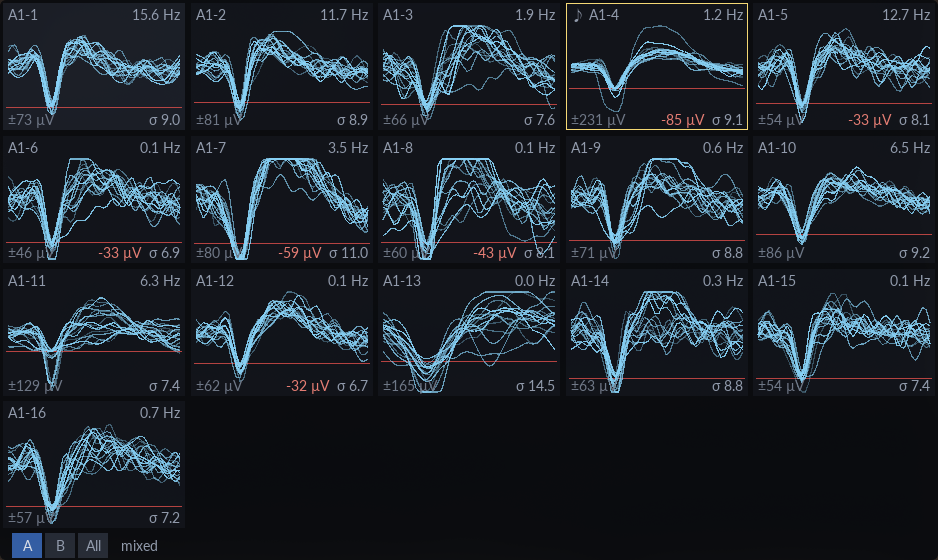 A1-1 15.6 Hz
±73 µV σ 9.0
A1-2 11.7 Hz
±81 µV σ 8.9
A1-3 1.9 Hz
±66 µV σ 7.6
♪ A1-4 1.2 Hz
±231 µV -85 µV σ 9.1
A1-5 12.7 Hz
±54 µV -33 µV σ 8.1
A1-6 0.1 Hz
±46 µV -33 µV σ 6.9
A1-7 3.5 Hz
±80 µV -59 µV σ 11.0
A1-8 0.1 Hz
±60 µV -43 µV σ 8.1
A1-9 0.6 Hz
±71 µV σ 8.8
A1-10 6.5 Hz
±86 µV σ 9.2
A1-11 6.3 Hz
±129 µV σ 7.4
A1-12 0.1 Hz
±62 µV -32 µV σ 6.7
A1-13 0.0 Hz
±165 µV σ 14.5
A1-14 0.3 Hz
±63 µV σ 8.8
A1-15 0.1 Hz
±54 µV σ 7.4
A1-16 0.7 Hz
±57 µV σ 7.2
A B All mixed